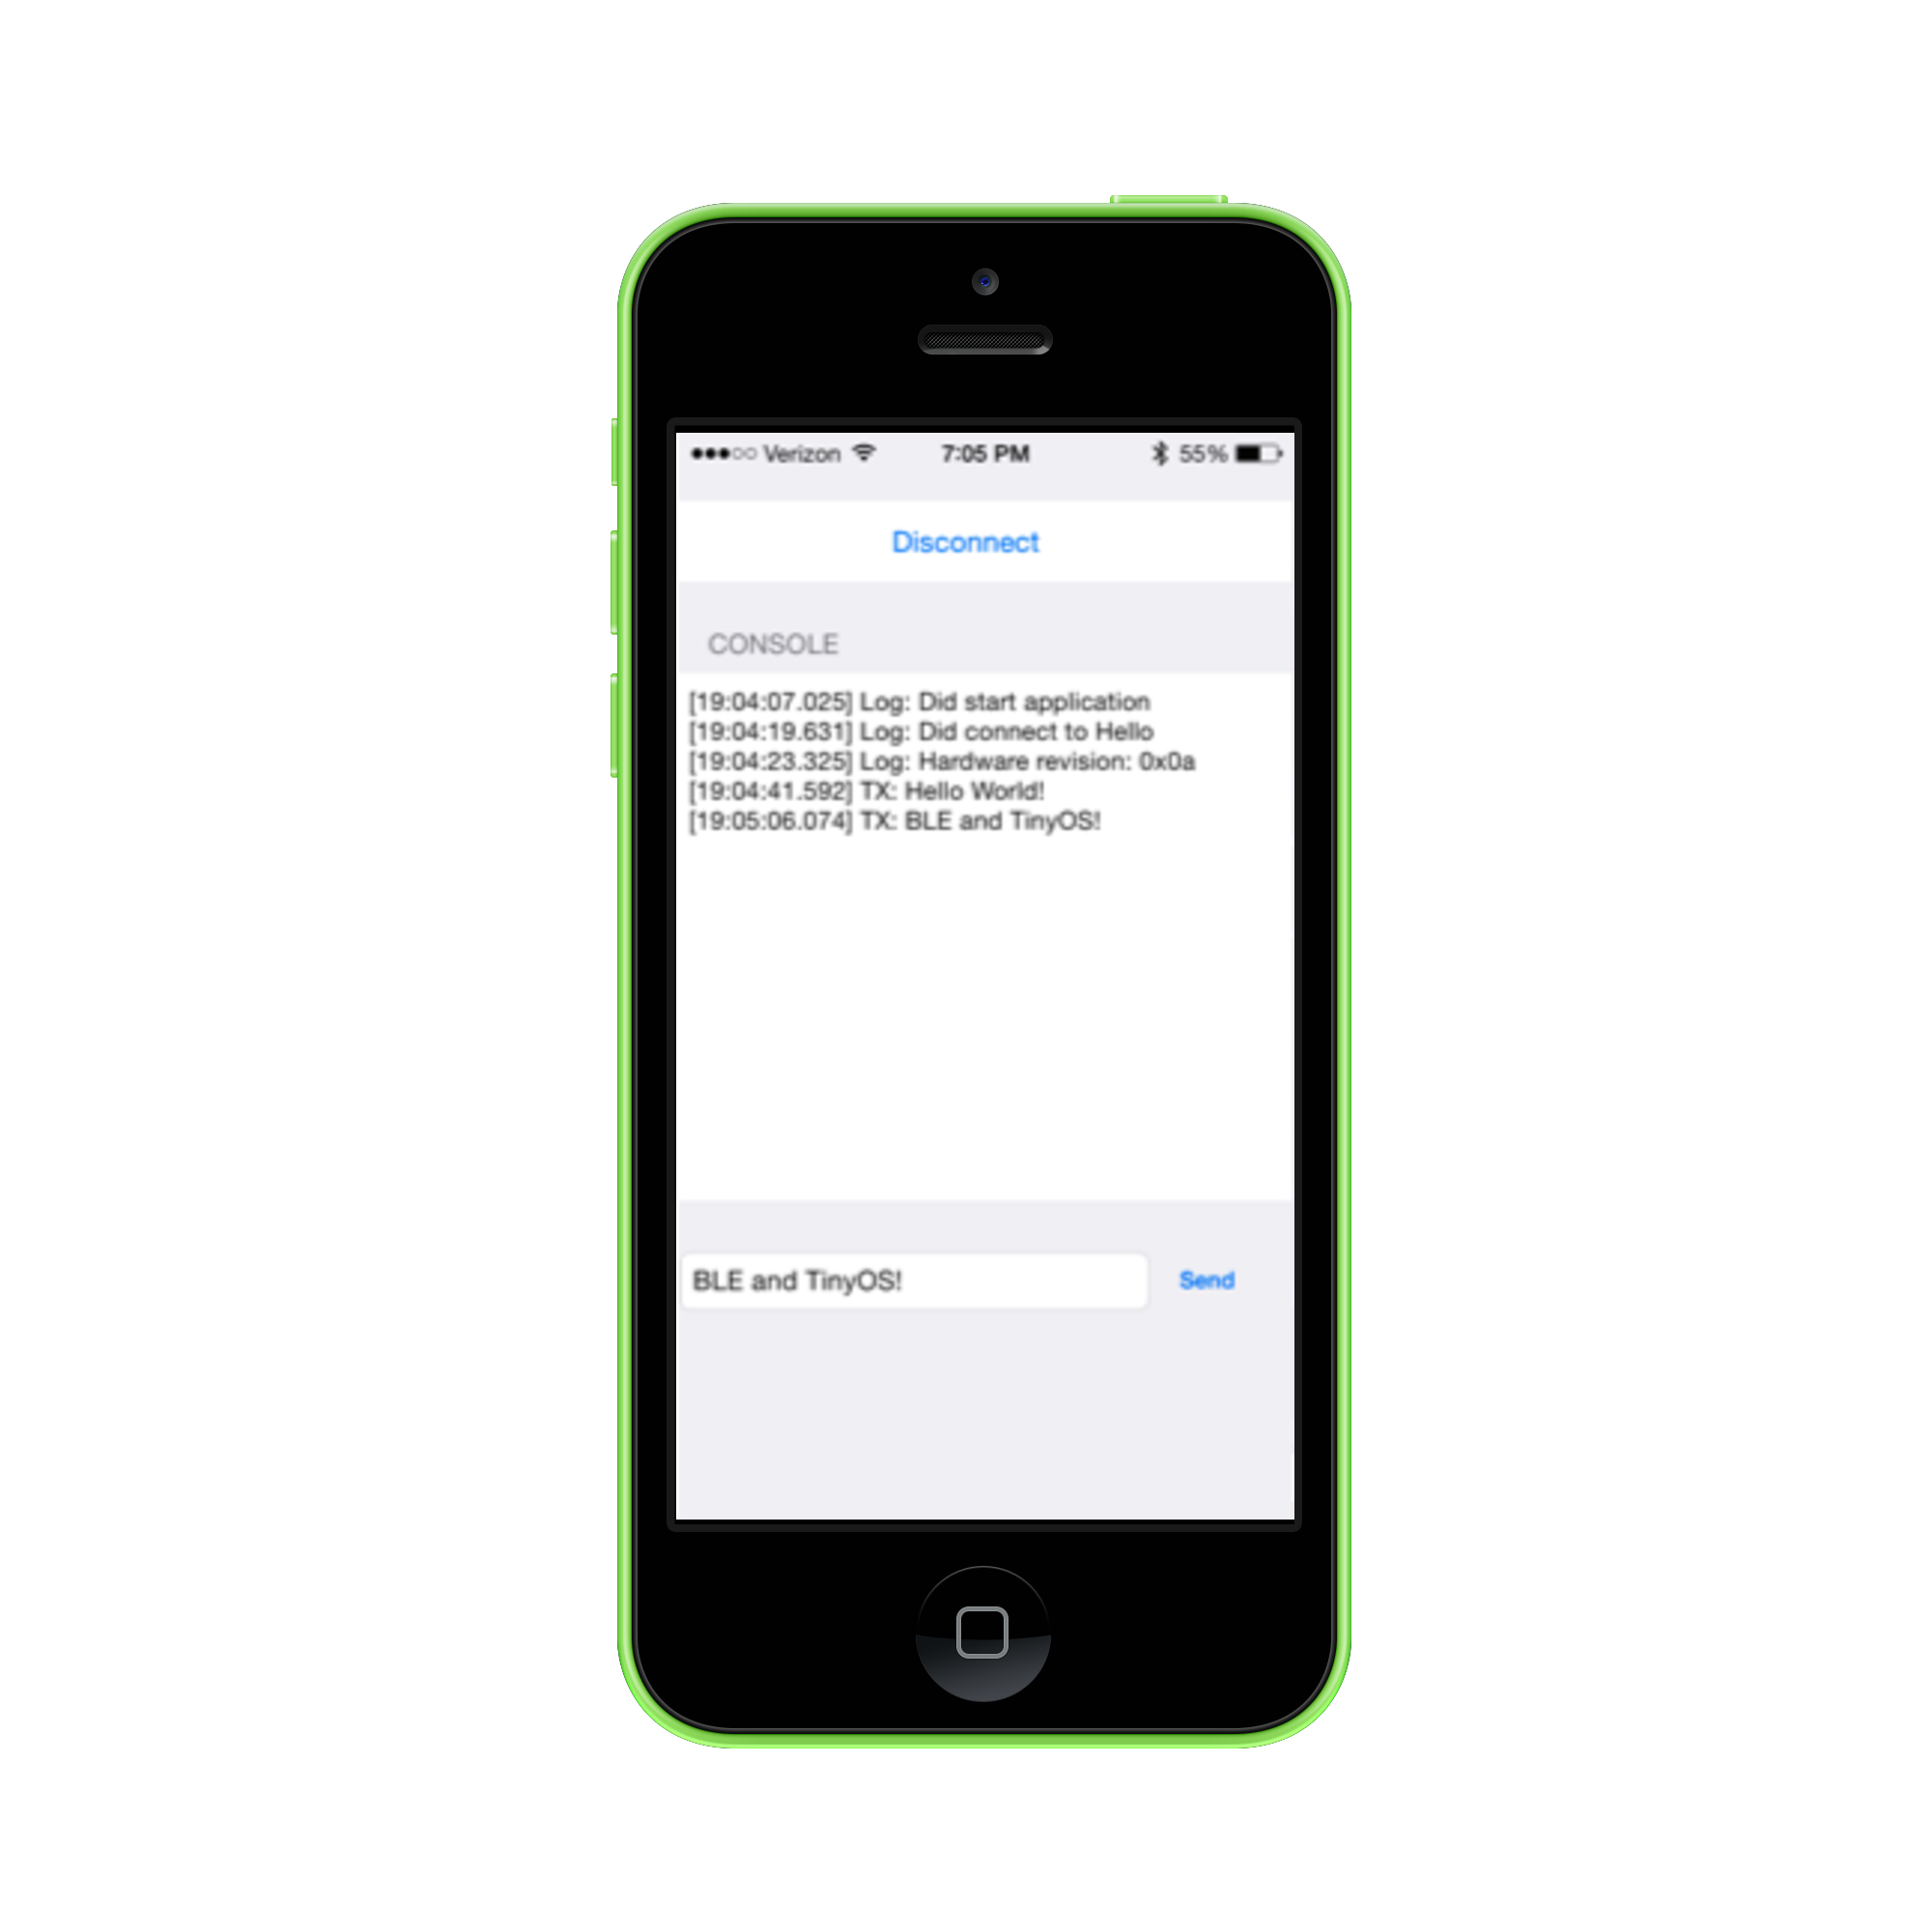 Verizon 7:05 PM 55%
Disconnect
CONSOLE
[19:04:07.025] Log: Did start application
[19:04:19.631] Log: Did connect to Hello
[19:04:23.325] Log: Hardware revision: 0x0a
[19:04:41.592] TX: Hello World!
[19:05:06.074] TX: BLE and TinyOS!
BLE and TinyOS! Send